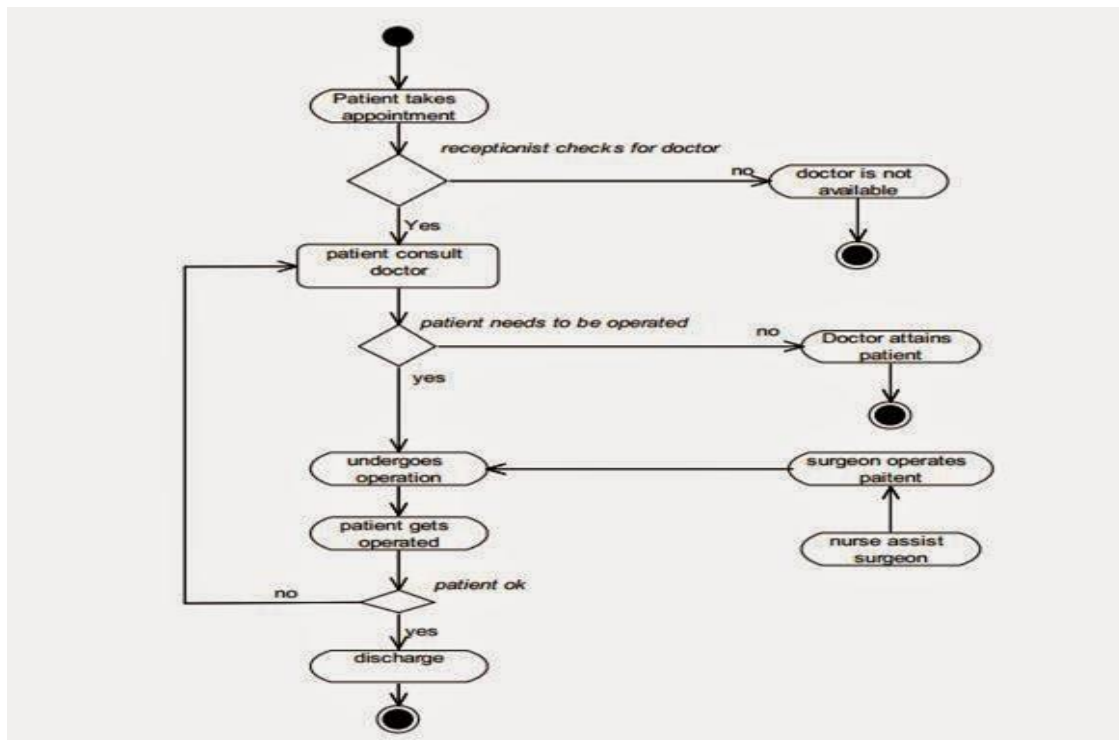 Patient takes
appointment
receptionist checks for doctor
no
doctor is not
available
Yes
patient consult
doctor
patient needs to be operated
no
Doctor attains
patient
yes
undergoes
operation
surgeon operates
paitent
patient gets
operated
nurse assist
surgeon
patient ok
no
yes
discharge